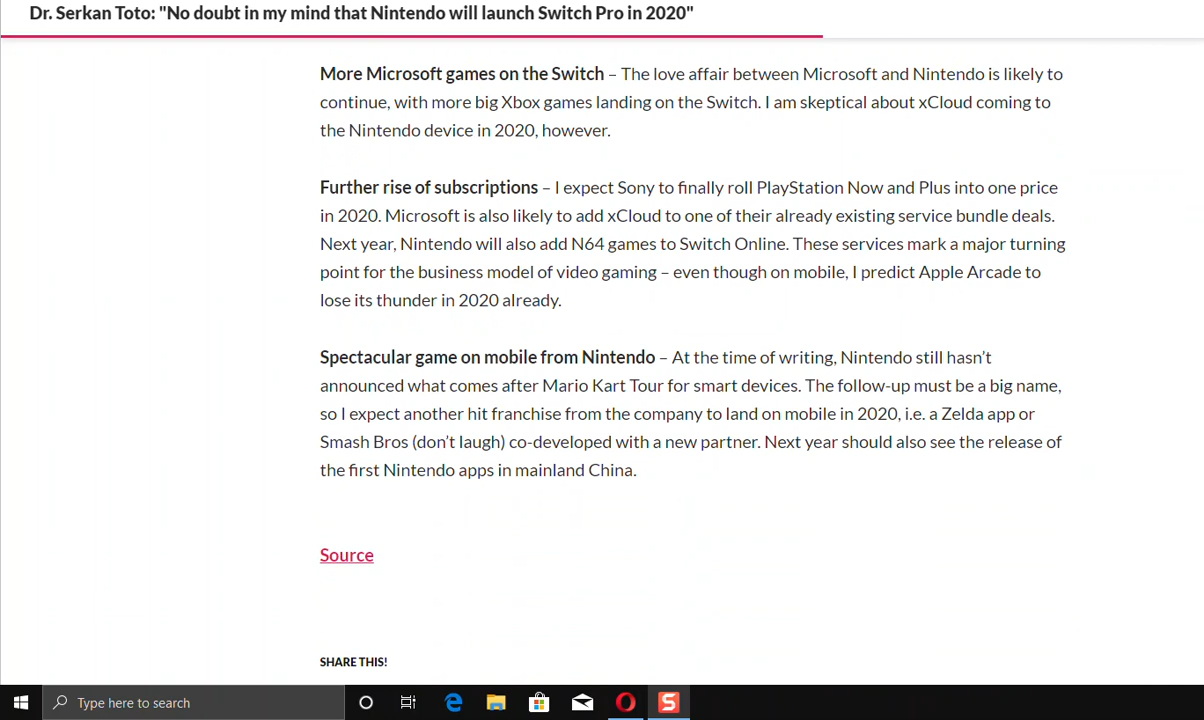 Dr. Serkan Toto: "No doubt in my mind that Nintendo will launch Switch Pro in 2020"
More Microsoft games on the Switch – The love affair between Microsoft and Nintendo is likely to
continue, with more big Xbox games landing on the Switch. I am skeptical about xCloud coming to
the Nintendo device in 2020, however.
Further rise of subscriptions – I expect Sony to finally roll PlayStation Now and Plus into one price
in 2020. Microsoft is also likely to add xCloud to one of their already existing service bundle deals.
Next year, Nintendo will also add N64 games to Switch Online. These services mark a major turning
point for the business model of video gaming – even though on mobile, I predict Apple Arcade to
lose its thunder in 2020 already.
Spectacular game on mobile from Nintendo – At the time of writing, Nintendo still hasn’t
announced what comes after Mario Kart Tour for smart devices. The follow-up must be a big name,
so I expect another hit franchise from the company to land on mobile in 2020, i.e. a Zelda app or
Smash Bros (don’t laugh) co-developed with a new partner. Next year should also see the release of
the first Nintendo apps in mainland China.
Source
SHARE THIS!
Type here to search